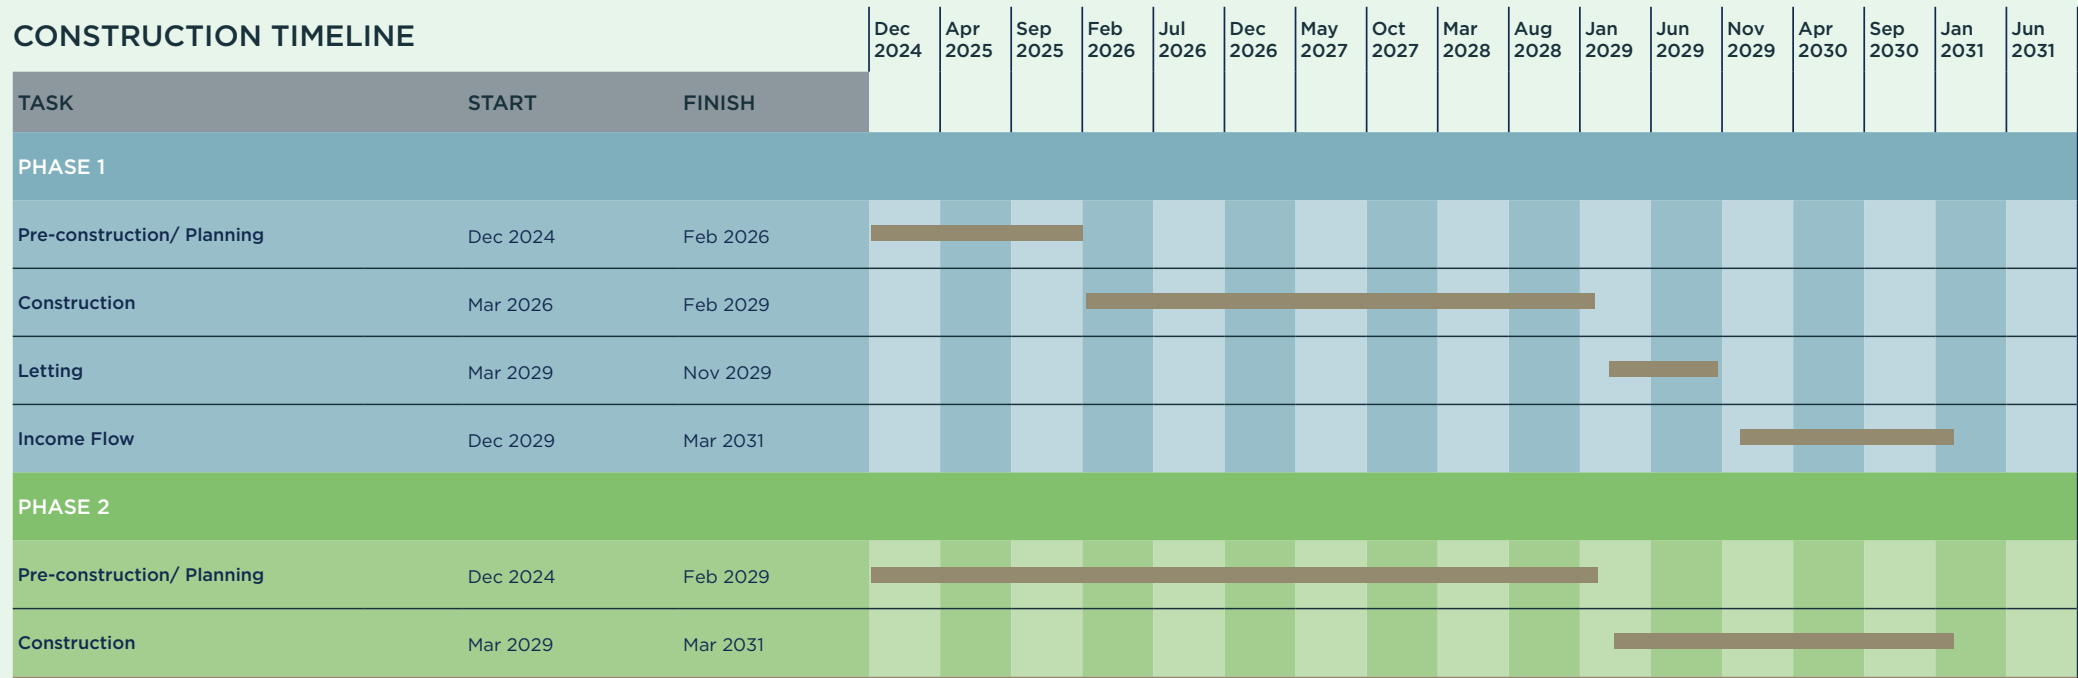 CONSTRUCTION TIMELINE
Dec 2024 Apr 2025 Sep 2025 Feb 2026 Jul 2026 Dec 2026 May 2027 Oct 2027 Mar 2028 Aug 2028 Jan 2029 Jun 2029 Nov 2029 Apr 2030 Sep 2030 Jan 2031 Jun 2031
TASK START FINISH
PHASE 1
Pre-construction/ Planning Dec 2024 Feb 2026
Construction Mar 2026 Feb 2029
Letting Mar 2029 Nov 2029
Income Flow Dec 2029 Mar 2031
PHASE 2
Pre-construction/ Planning Dec 2024 Feb 2029
Construction Mar 2029 Mar 2031